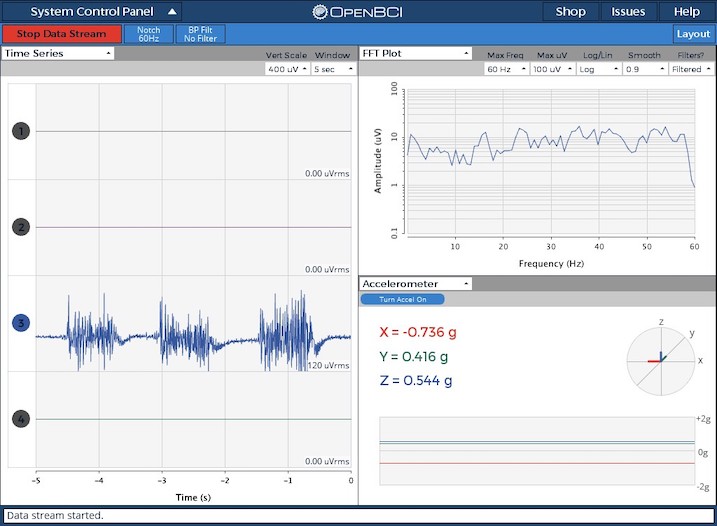 System Control Panel
OpenBCI
Shop
Issues
Help
Stop Data Stream
Notch
60Hz
BP Filt
No Filter
Layout
Time Series
Vert Scale
Window
400 uV
5 sec
1
0.00 uVrms
2
0.00 uVrms
3
120 uVrms
4
0.00 uVrms
-5
-4
-3
-2
-1
0
Time (s)
FFT Plot
Max Freq
Max uV
Log/Lin
Smooth
Filters?
60 Hz
100 uV
Log
0.9
Filtered
Amplitude (uV)
100
10
1
0.1
10
20
30
40
50
60
Frequency (Hz)
Accelerometer
Turn Accel On
X = -0.736 g
Y = 0.416 g
Z = 0.544 g
z
y
x
+2g
0g
-2g
Data stream started.